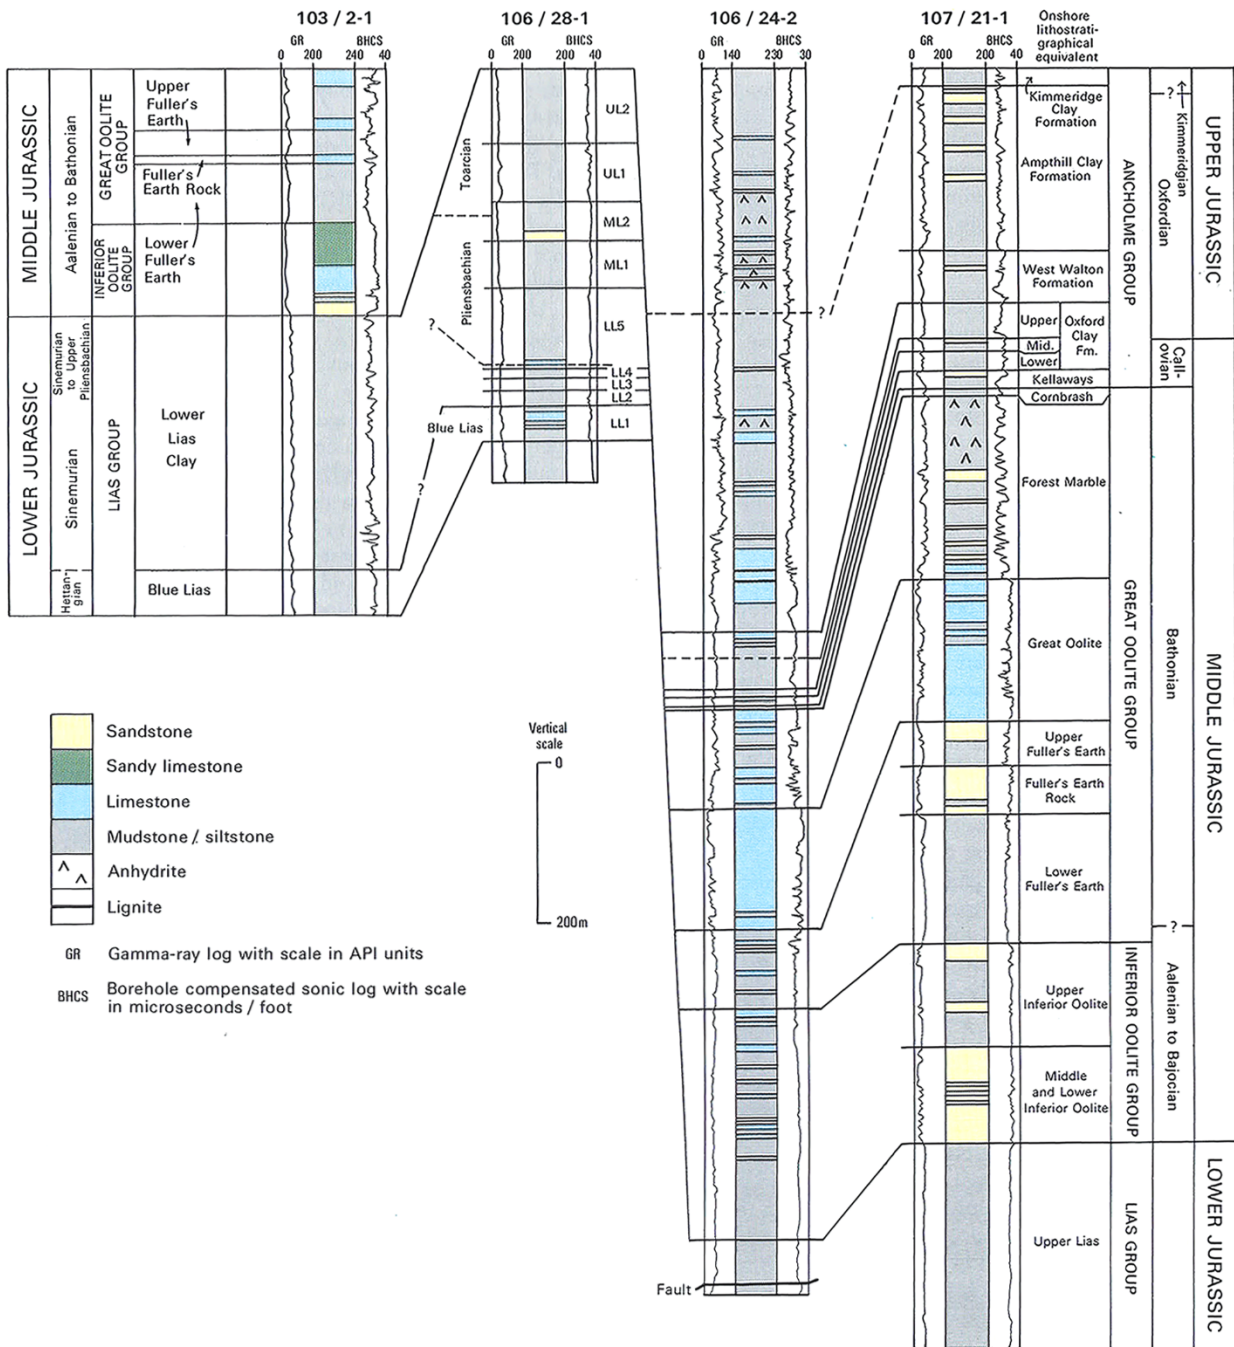 103 / 2-1
106 / 28-1
106 / 24-2
107 / 21-1
Onshore
lithostrati-
graphical
equivalent
GR
BHCS
0
200
240
40
GR
BHCS
0
200
200
40
GR
BHCS
0
140
230
30
GR
BHCS
0
200
200
40
MIDDLE JURASSIC
LOWER JURASSIC
Aalenian to Bathonian
Sinemurian
to Upper
Pliensbachian
Sinemurian
Hettan-
gian
GREAT OOLITE
GROUP
INFERIOR
OOLITE
GROUP
LIAS GROUP
Upper
Fuller's
Earth
Fuller's
Earth Rock
Lower
Fuller's
Earth
Lower
Lias
Clay
Blue Lias
?
?
Toarcian
Pliensbachian
Blue Lias
UL2
UL1
ML2
ML1
LL5
LL4
LL3
LL2
LL1
?
Fault
Kimmeridge
Clay
Formation
Ampthill Clay
Formation
West Walton
Formation
Upper
Mid.
Lower
Oxford
Clay
Fm.
Kellaways
Cornbrash
Forest Marble
Great Oolite
Upper
Fuller's Earth
Fuller's Earth
Rock
Lower
Fuller's Earth
Upper
Inferior Oolite
Middle
and Lower
Inferior Oolite
Upper Lias
ANCHOLME GROUP
GREAT OOLITE GROUP
INFERIOR OOLITE GROUP
LIAS GROUP
?
Kimmeridgian
Oxfordian
Call-
ovian
Bathonian
?
Aalenian to Bajocian
UPPER JURASSIC
MIDDLE JURASSIC
LOWER JURASSIC
Sandstone
Sandy limestone
Limestone
Mudstone / siltstone
Anhydrite
Lignite
GR Gamma-ray log with scale in API units
BHCS Borehole compensated sonic log with scale
in microseconds / foot
Vertical
scale
0
200m